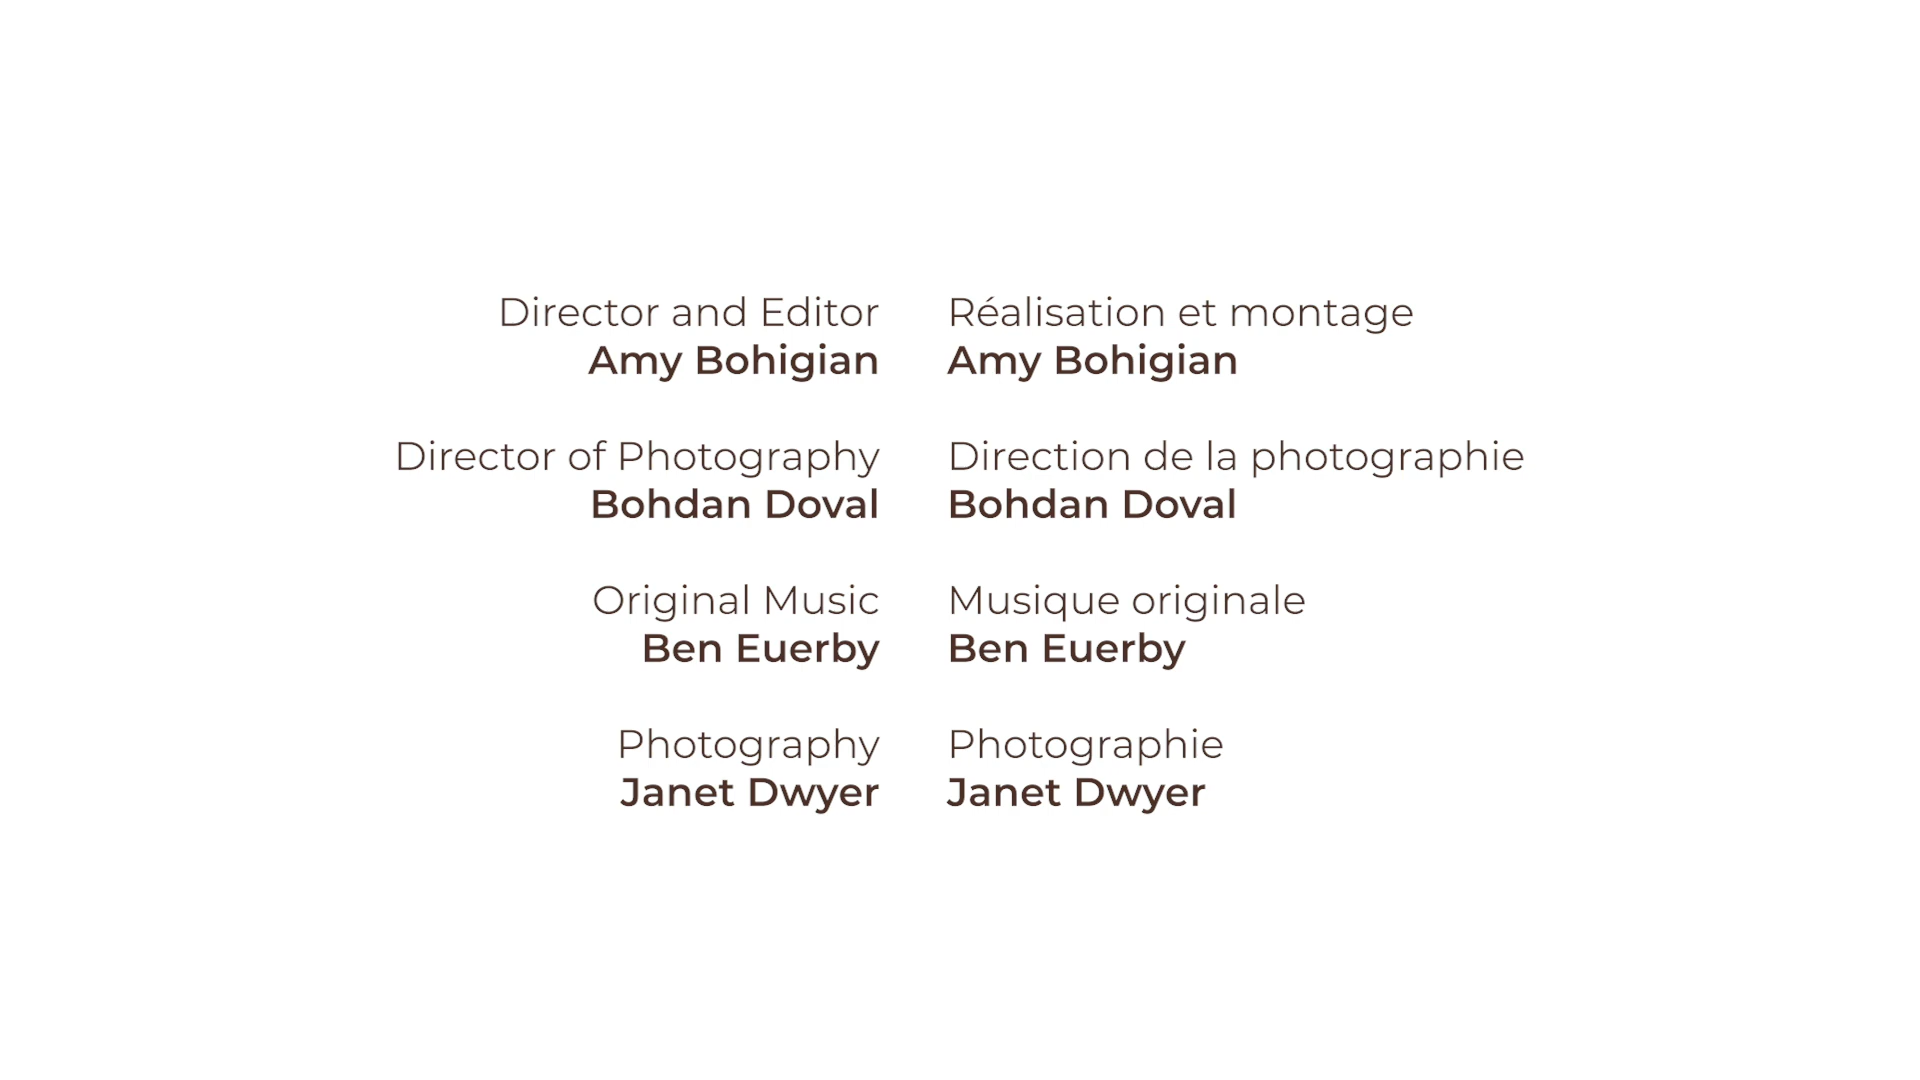 Director and Editor
Amy Bohigian
Director of Photography
Bohdan Doval
Original Music
Ben Euerby
Photography
Janet Dwyer
Réalisation et montage
Amy Bohigian
Direction de la photographie
Bohdan Doval
Musique originale
Ben Euerby
Photographie
Janet Dwyer